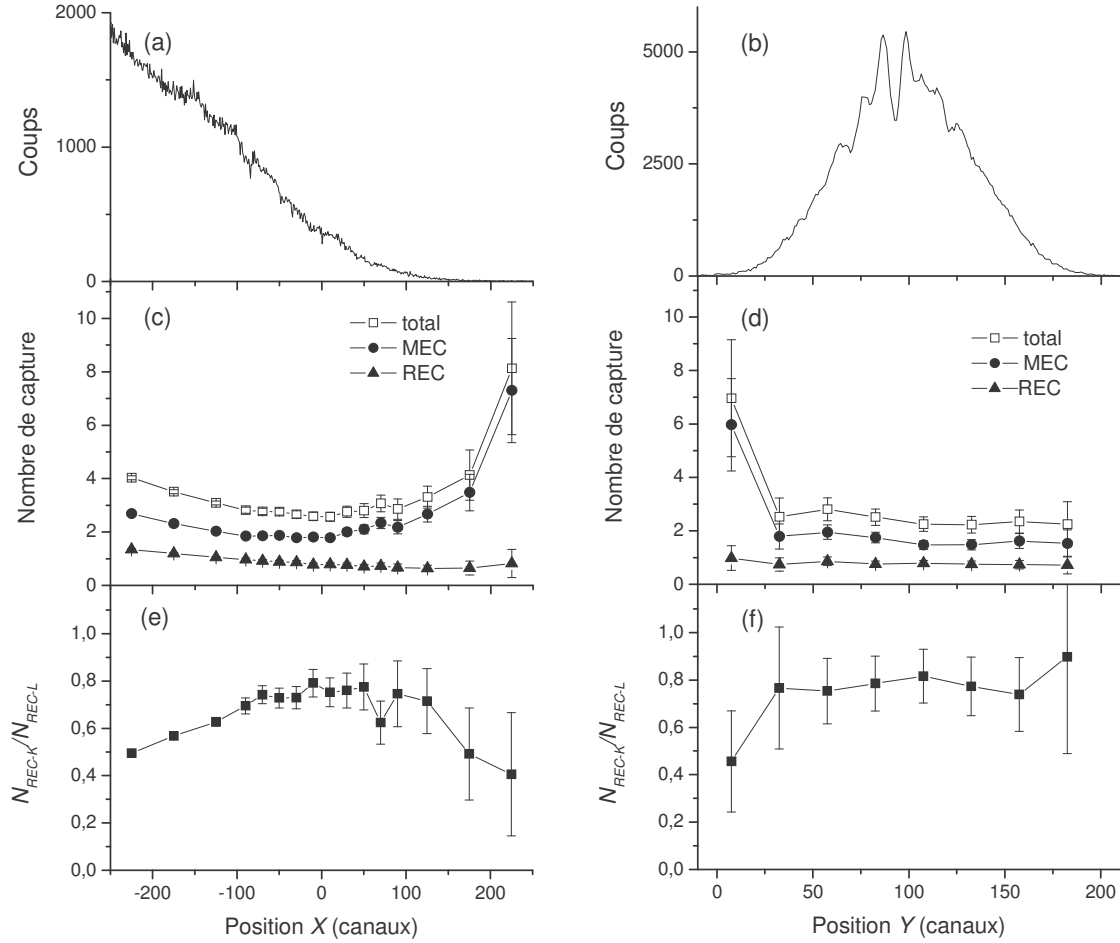 2000
1000
0
Coups
(a)
5000
2500
0
Coups
(b)
10
8
6
4
2
0
Nombre de capture
(c)
total
MEC
REC
10
8
6
4
2
0
Nombre de capture
(d)
total
MEC
REC
1,0
0,8
0,6
0,4
0,2
0,0
N_REC-K/N_REC-L
(e)
-200 -100 0 100 200
Position X (canaux)
1,0
0,8
0,6
0,4
0,2
0,0
N_REC-K/N_REC-L
(f)
0 50 100 150 200
Position Y (canaux)